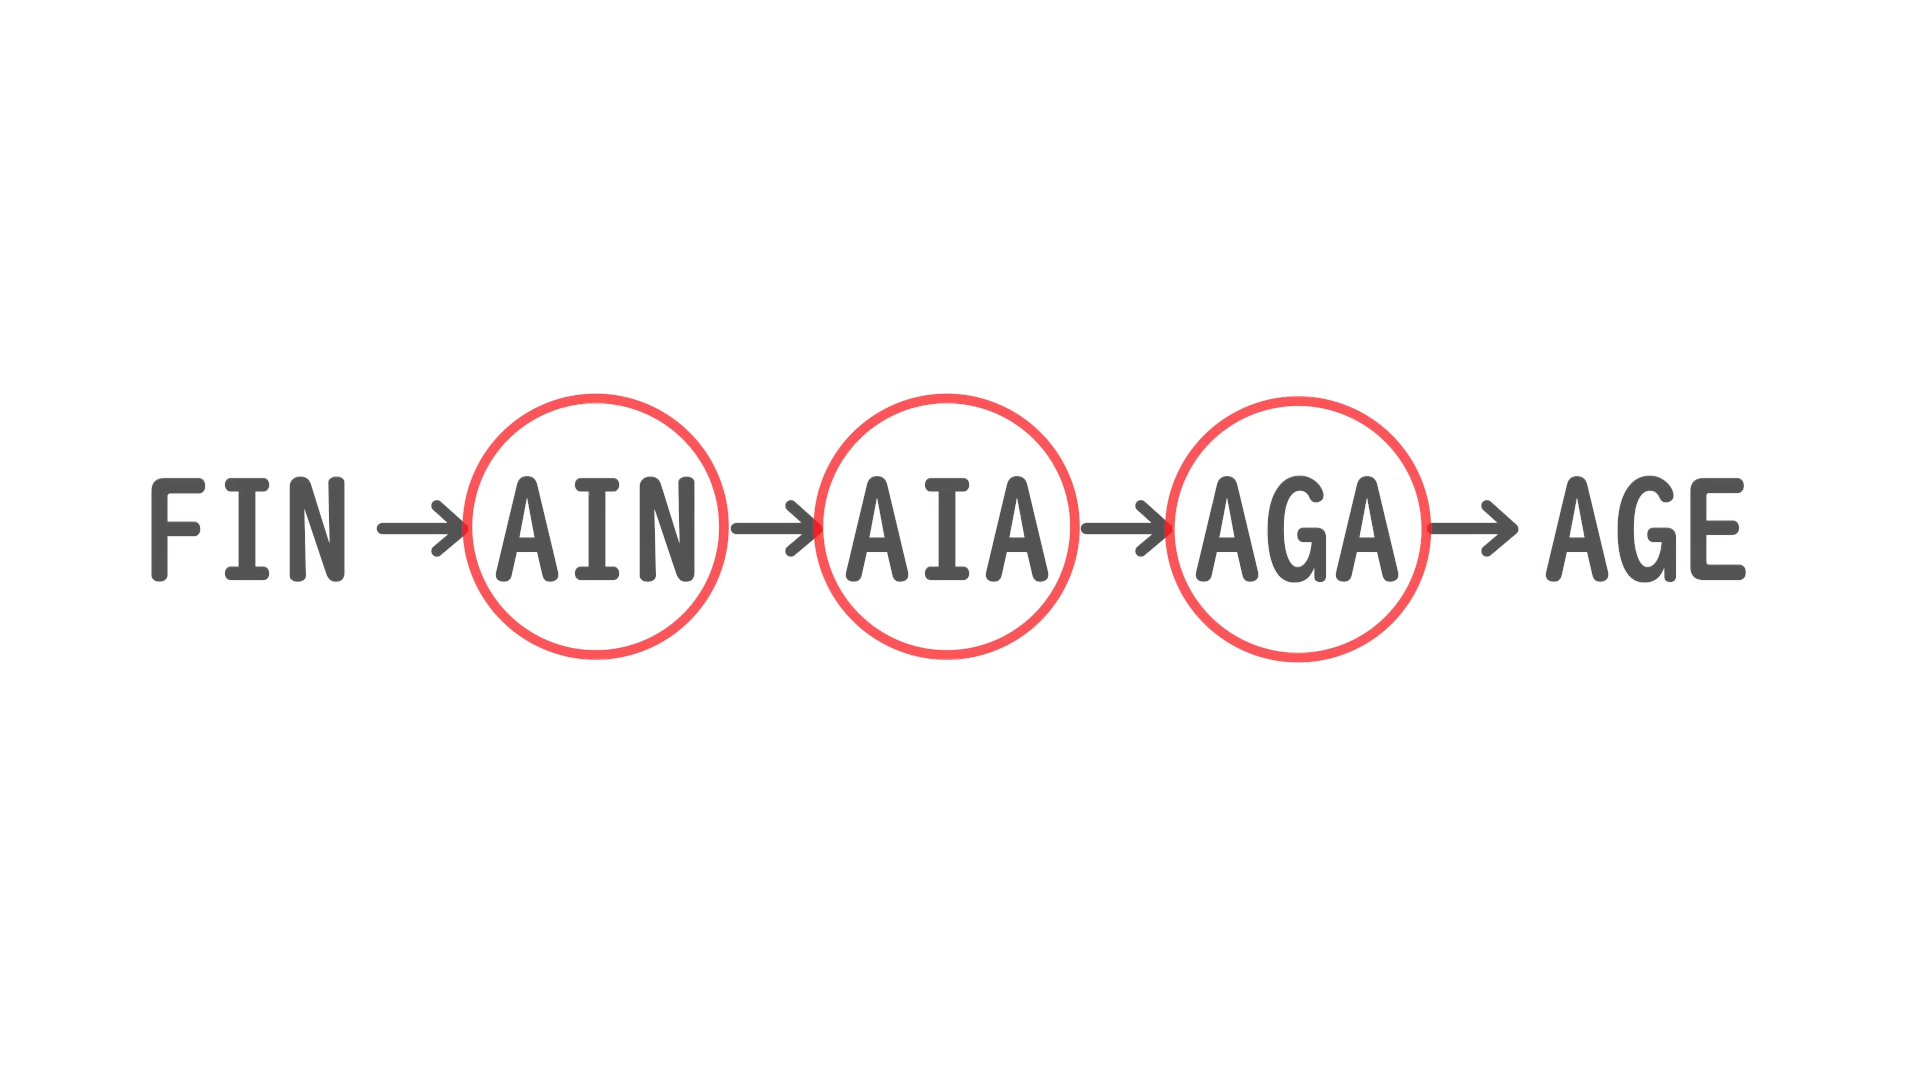 FIN → AIN → AIA → AGA → AGE